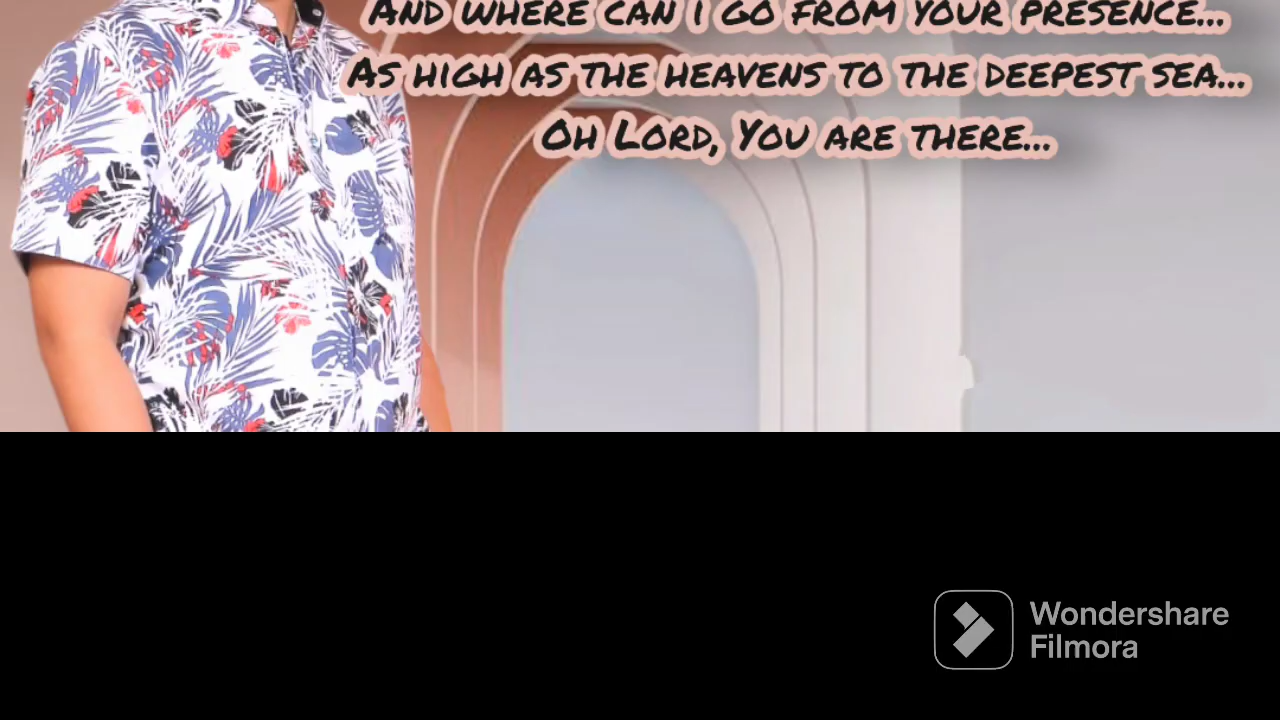 And where can I go from Your presence...
As high as the heavens to the deepest sea...
Oh Lord, You are there...
Wondershare
Filmora